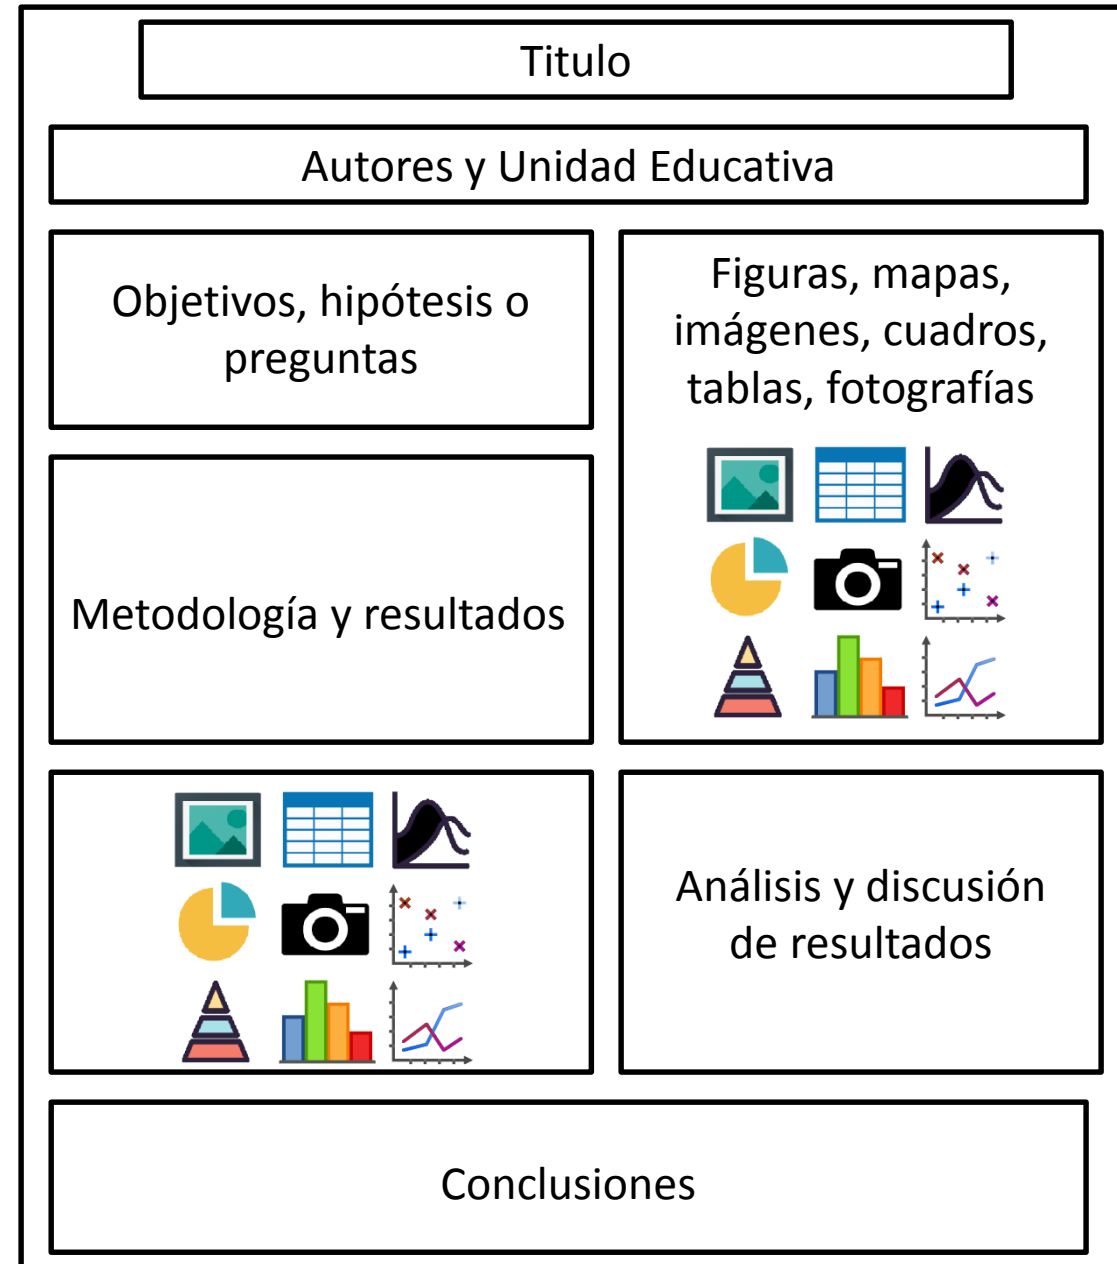 Titulo
Autores y Unidad Educativa
Objetivos, hipótesis o
preguntas
Figuras, mapas,
imágenes, cuadros,
tablas, fotografías
Metodología y resultados
Análisis y discusión
de resultados
Conclusiones